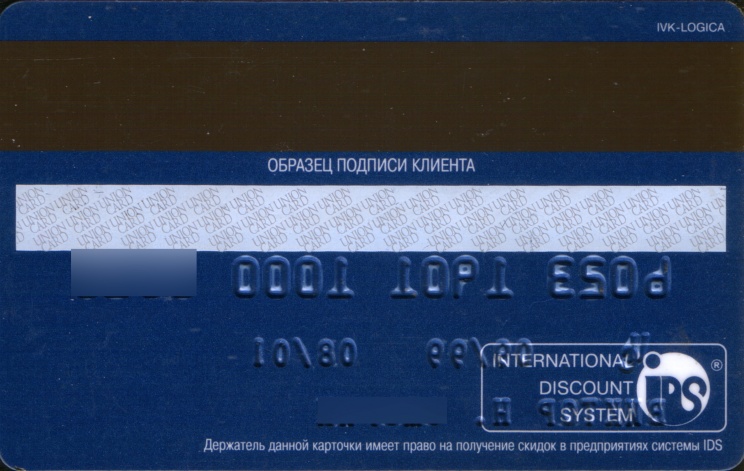 IVK-LOGICA
ОБРАЗЕЦ ПОДПИСИ КЛИЕНТА
UNION CARD
INTERNATIONAL
DISCOUNT
SYSTEM
IDS ®
Держатель данной карточки имеет право на получение скидок в предприятиях системы IDS